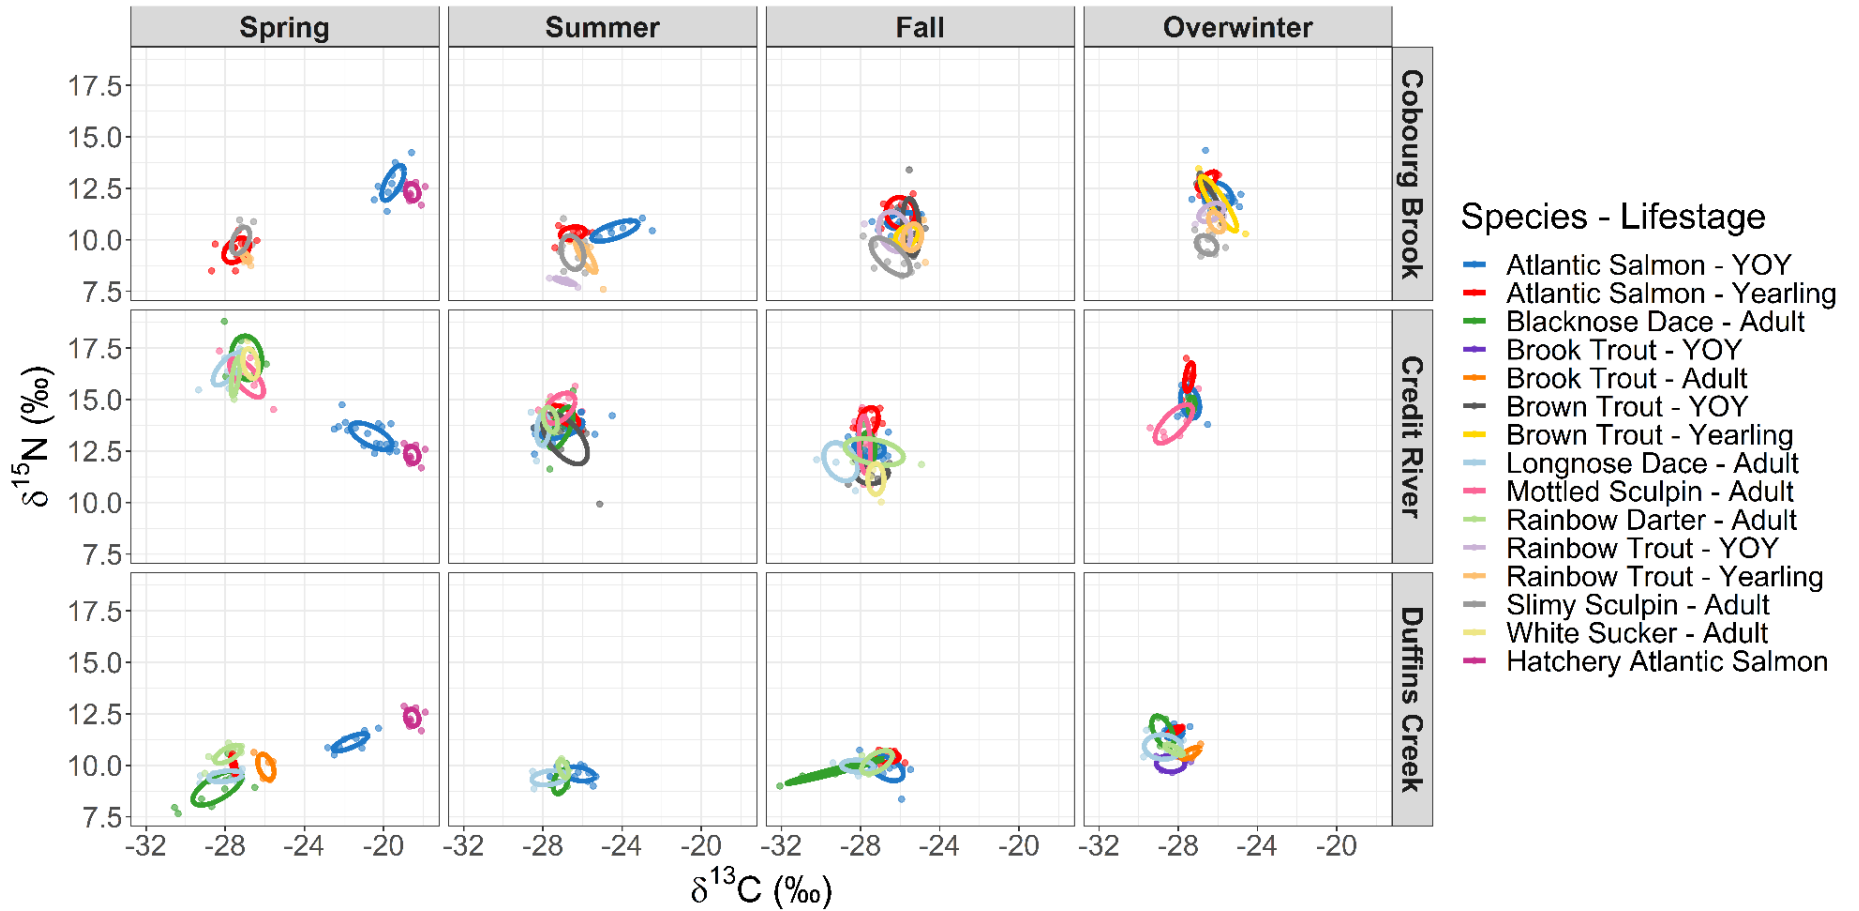 Spring Summer Fall Overwinter
17.5
15.0
12.5
10.0
7.5
Cobourg Brook
17.5
15.0
12.5
10.0
7.5
Credit River
17.5
15.0
12.5
10.0
7.5
Duffins Creek
-32 -28 -24 -20 -32 -28 -24 -20 -32 -28 -24 -20 -32 -28 -24 -20
δ¹³C (‰)
δ¹⁵N (‰)
Species - Lifestage
Atlantic Salmon - YOY
Atlantic Salmon - Yearling
Blacknose Dace - Adult
Brook Trout - YOY
Brook Trout - Adult
Brown Trout - YOY
Brown Trout - Yearling
Longnose Dace - Adult
Mottled Sculpin - Adult
Rainbow Darter - Adult
Rainbow Trout - YOY
Rainbow Trout - Yearling
Slimy Sculpin - Adult
White Sucker - Adult
Hatchery Atlantic Salmon